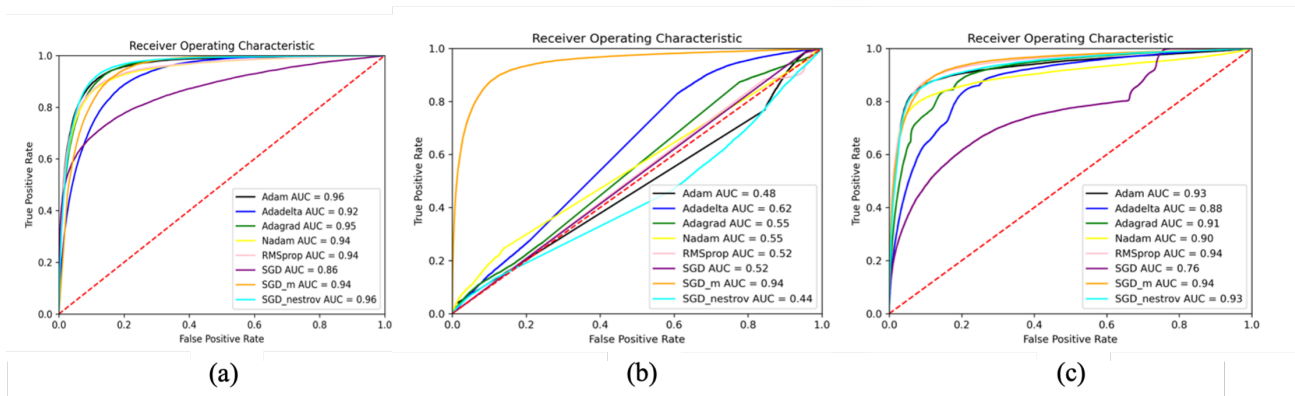 Receiver Operating Characteristic
True Positive Rate
1.0
0.8
0.6
0.4
0.2
0.0
Adam AUC = 0.96
Adadelta AUC = 0.92
Adagrad AUC = 0.95
Nadam AUC = 0.94
RMSprop AUC = 0.94
SGD AUC = 0.86
SGD_m AUC = 0.94
SGD_nestrov AUC = 0.96
0.0 0.2 0.4 0.6 0.8 1.0
False Positive Rate
(a)
Receiver Operating Characteristic
True Positive Rate
1.0
0.8
0.6
0.4
0.2
0.0
Adam AUC = 0.48
Adadelta AUC = 0.62
Adagrad AUC = 0.55
Nadam AUC = 0.55
RMSprop AUC = 0.52
SGD AUC = 0.52
SGD_m AUC = 0.94
SGD_nestrov AUC = 0.44
0.0 0.2 0.4 0.6 0.8 1.0
False Positive Rate
(b)
Receiver Operating Characteristic
True Positive Rate
1.0
0.8
0.6
0.4
0.2
0.0
Adam AUC = 0.93
Adadelta AUC = 0.88
Adagrad AUC = 0.91
Nadam AUC = 0.90
RMSprop AUC = 0.94
SGD AUC = 0.76
SGD_m AUC = 0.94
SGD_nestrov AUC = 0.93
0.0 0.2 0.4 0.6 0.8 1.0
False Positive Rate
(c)